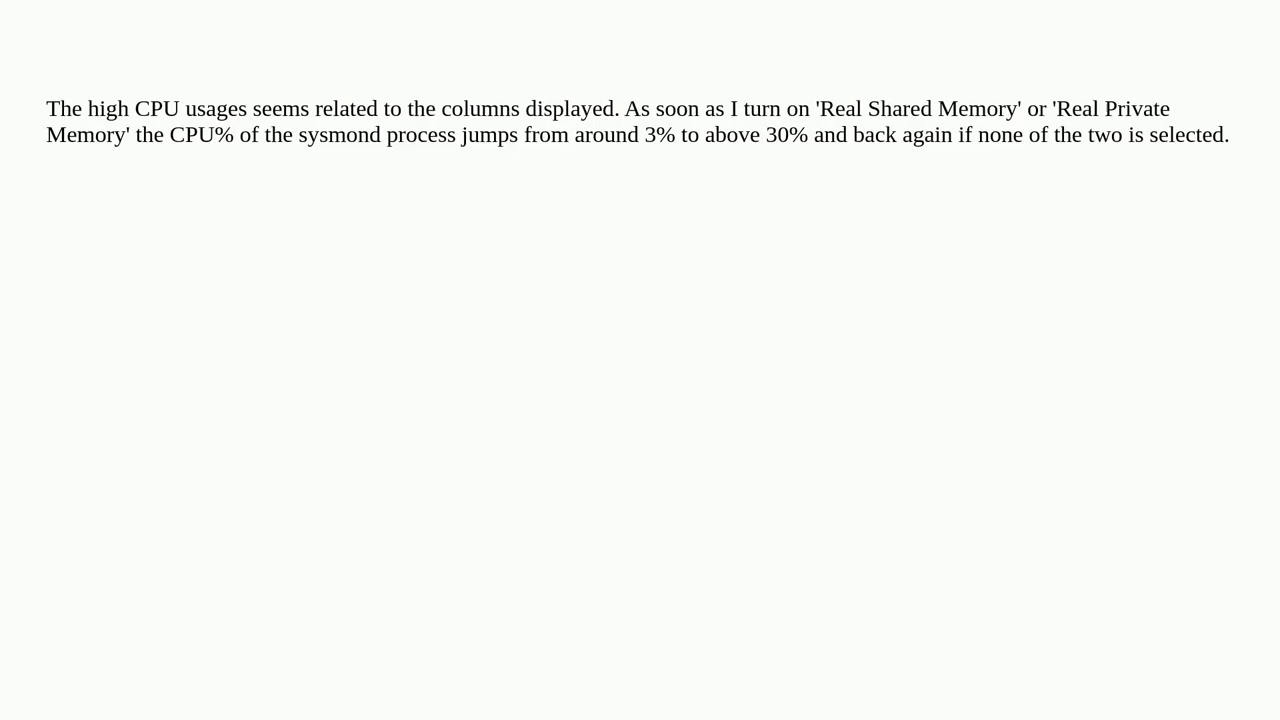 The high CPU usages seems related to the columns displayed. As soon as I turn on 'Real Shared Memory' or 'Real Private
Memory' the CPU% of the sysmond process jumps from around 3% to above 30% and back again if none of the two is selected.